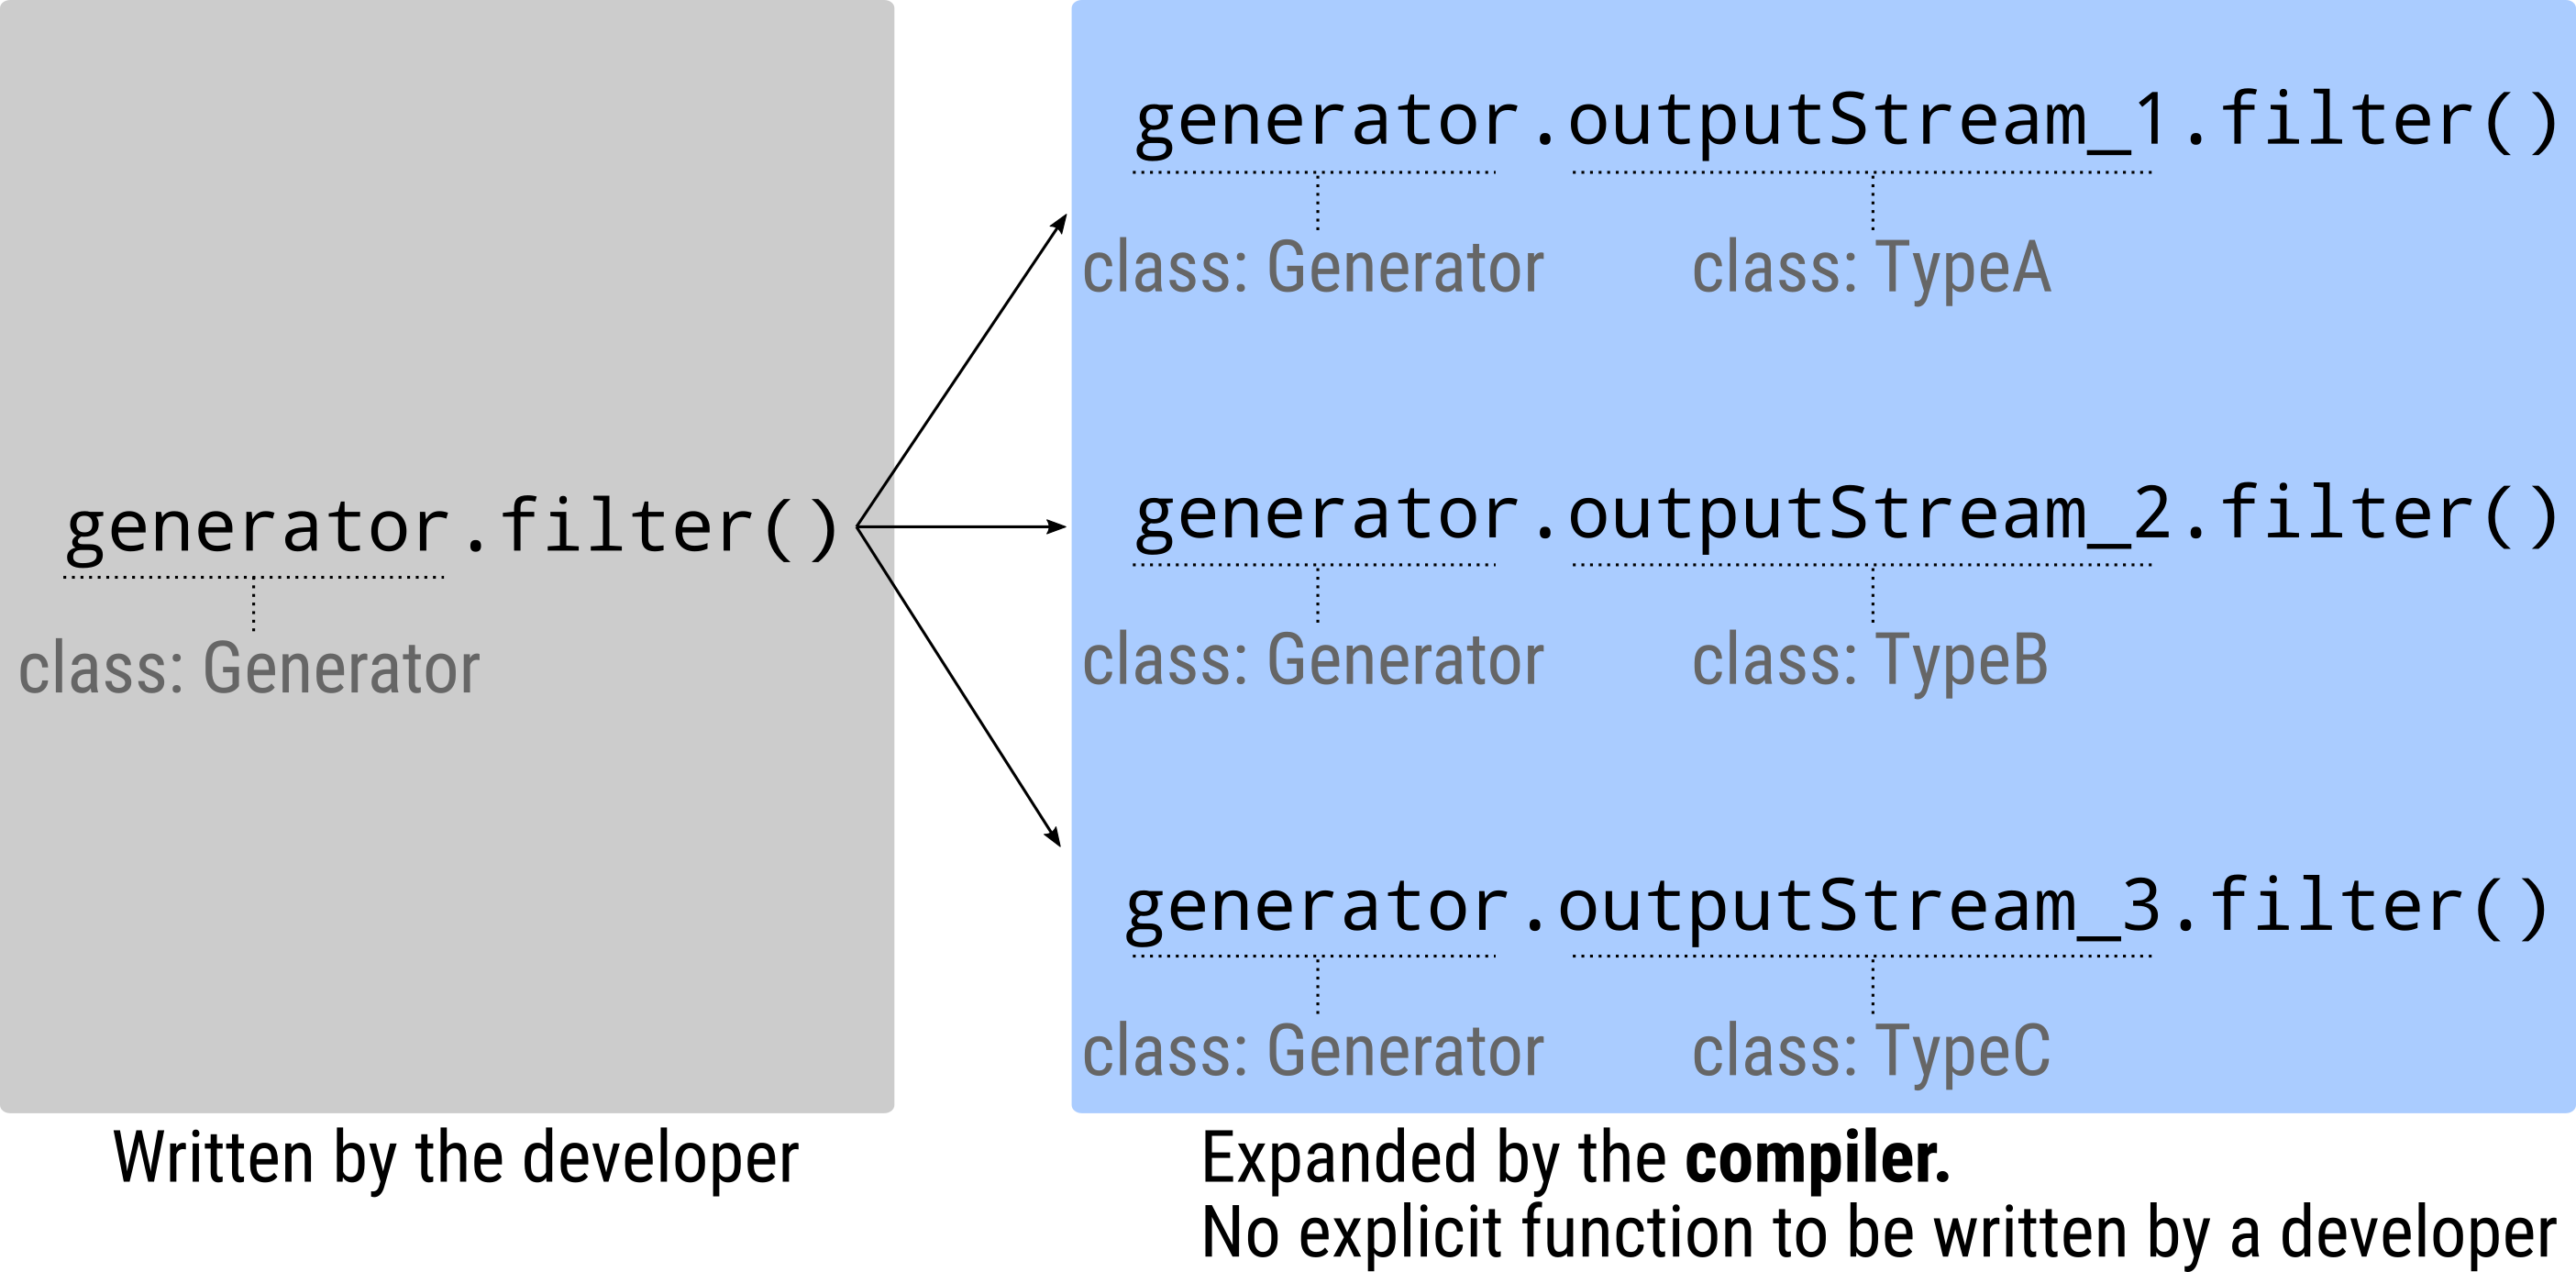 generator.filter()
class: Generator
Written by the developer
generator.outputStream_1.filter()
class: Generator class: TypeA
generator.outputStream_2.filter()
class: Generator class: TypeB
generator.outputStream_3.filter()
class: Generator class: TypeC
Expanded by the compiler.
No explicit function to be written by a developer